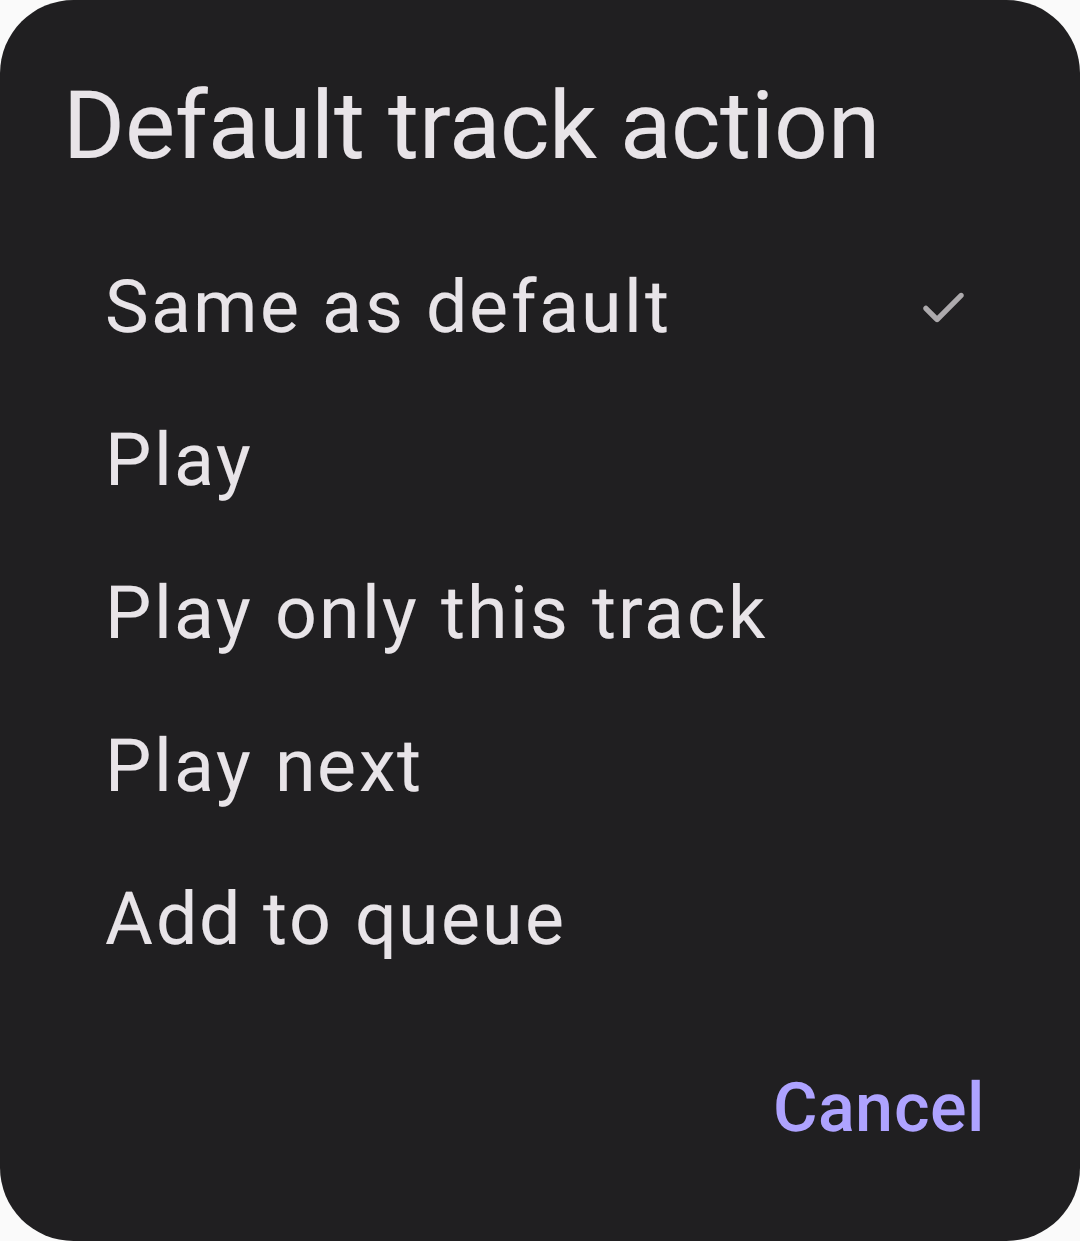 Default track action
Same as default
Play
Play only this track
Play next
Add to queue
Cancel